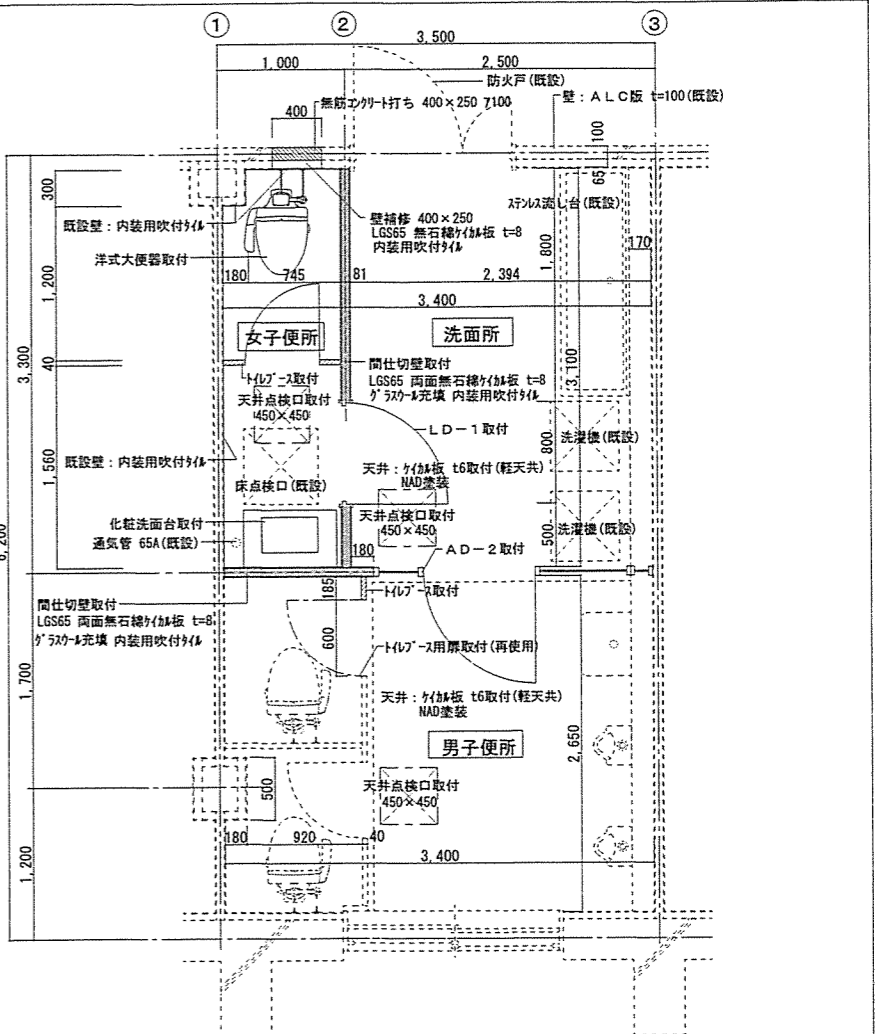 ① ② ③
3,500
1,000 2,500
防火戸(既設)
壁:ALC版 t=100(既設)
無筋コンクリート打ち 400×250 ｱ100
400
100
65
300
ステンレス流し台(既設)
既設壁:内装用吹付タイル
壁補修 400×250
LGS65 無石綿ケイカル板 t=8
内装用吹付タイル
170
洋式大便器取付
1,800
1,200
180 745 81 2,394
3,400
女子便所
洗面所
3,300
40
間仕切壁取付
LGS65 両面無石綿ケイカル板 t=8
グラスウール充填 内装用吹付タイル
3,100
トイレブース取付
天井点検口取付
450×450
LD-1取付
800
洗濯機(既設)
既設壁:内装用吹付タイル
1,560
天井:ケイカル板 t6取付(軽天共)
NAD塗装
床点検口(既設)
天井点検口取付
450×450
洗濯機(既設)
500
化粧洗面台取付
通気管 65A(既設)
6,200
180
AD-2取付
185
トイレブース取付
間仕切壁取付
LGS65 両面無石綿ケイカル板 t=8
グラスウール充填 内装用吹付タイル
600
トイレブース用扉取付(再使用)
1,700
天井:ケイカル板 t6取付(軽天共)
NAD塗装
男子便所
2,650
500
天井点検口取付
450×450
180 920 40
3,400
1,200